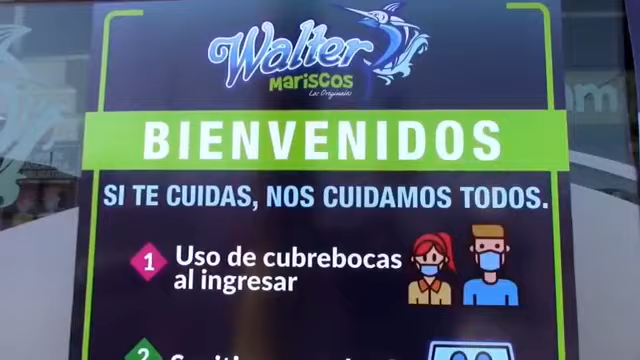 Walter
MARISCOS
Los Originales
BIENVENIDOS
SI TE CUIDAS, NOS CUIDAMOS TODOS.
1 Uso de cubrebocas
al ingresar
2